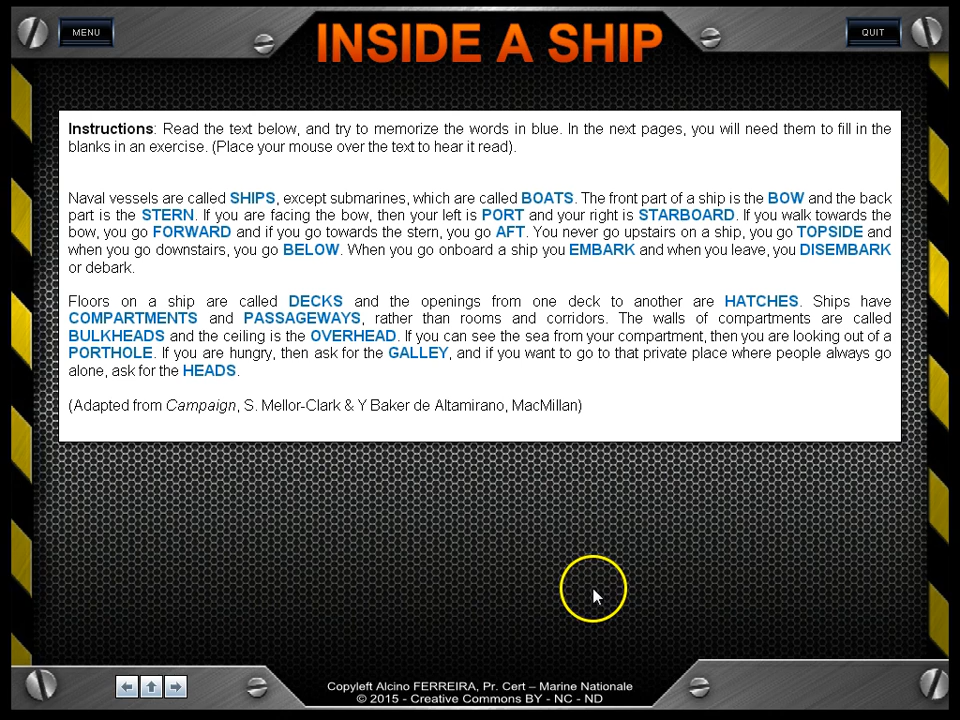 MENU
INSIDE A SHIP
QUIT
Instructions: Read the text below, and try to memorize the words in blue. In the next pages, you will need them to fill in the
blanks in an exercise. (Place your mouse over the text to hear it read).
Naval vessels are called SHIPS, except submarines, which are called BOATS. The front part of a ship is the BOW and the back
part is the STERN. If you are facing the bow, then your left is PORT and your right is STARBOARD. If you walk towards the
bow, you go FORWARD and if you go towards the stern, you go AFT. You never go upstairs on a ship, you go TOPSIDE and
when you go downstairs, you go BELOW. When you go onboard a ship you EMBARK and when you leave, you DISEMBARK
or debark.
Floors on a ship are called DECKS and the openings from one deck to another are HATCHES. Ships have
COMPARTMENTS and PASSAGEWAYS, rather than rooms and corridors. The walls of compartments are called
BULKHEADS and the ceiling is the OVERHEAD. If you can see the sea from your compartment, then you are looking out of a
PORTHOLE. If you are hungry, then ask for the GALLEY, and if you want to go to that private place where people always go
alone, ask for the HEADS.
(Adapted from Campaign, S. Mellor-Clark & Y Baker de Altamirano, MacMillan)
Copyleft Alcino FERREIRA, Pr. Cert – Marine Nationale
© 2015 - Creative Commons BY - NC - ND